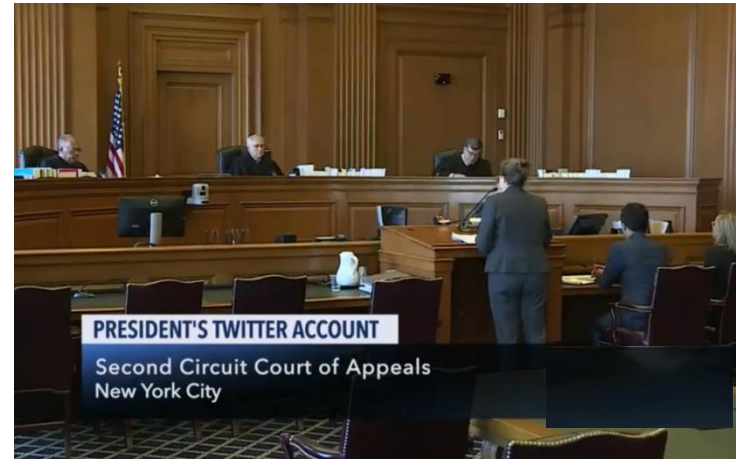 PRESIDENT'S TWITTER ACCOUNT
Second Circuit Court of Appeals
New York City